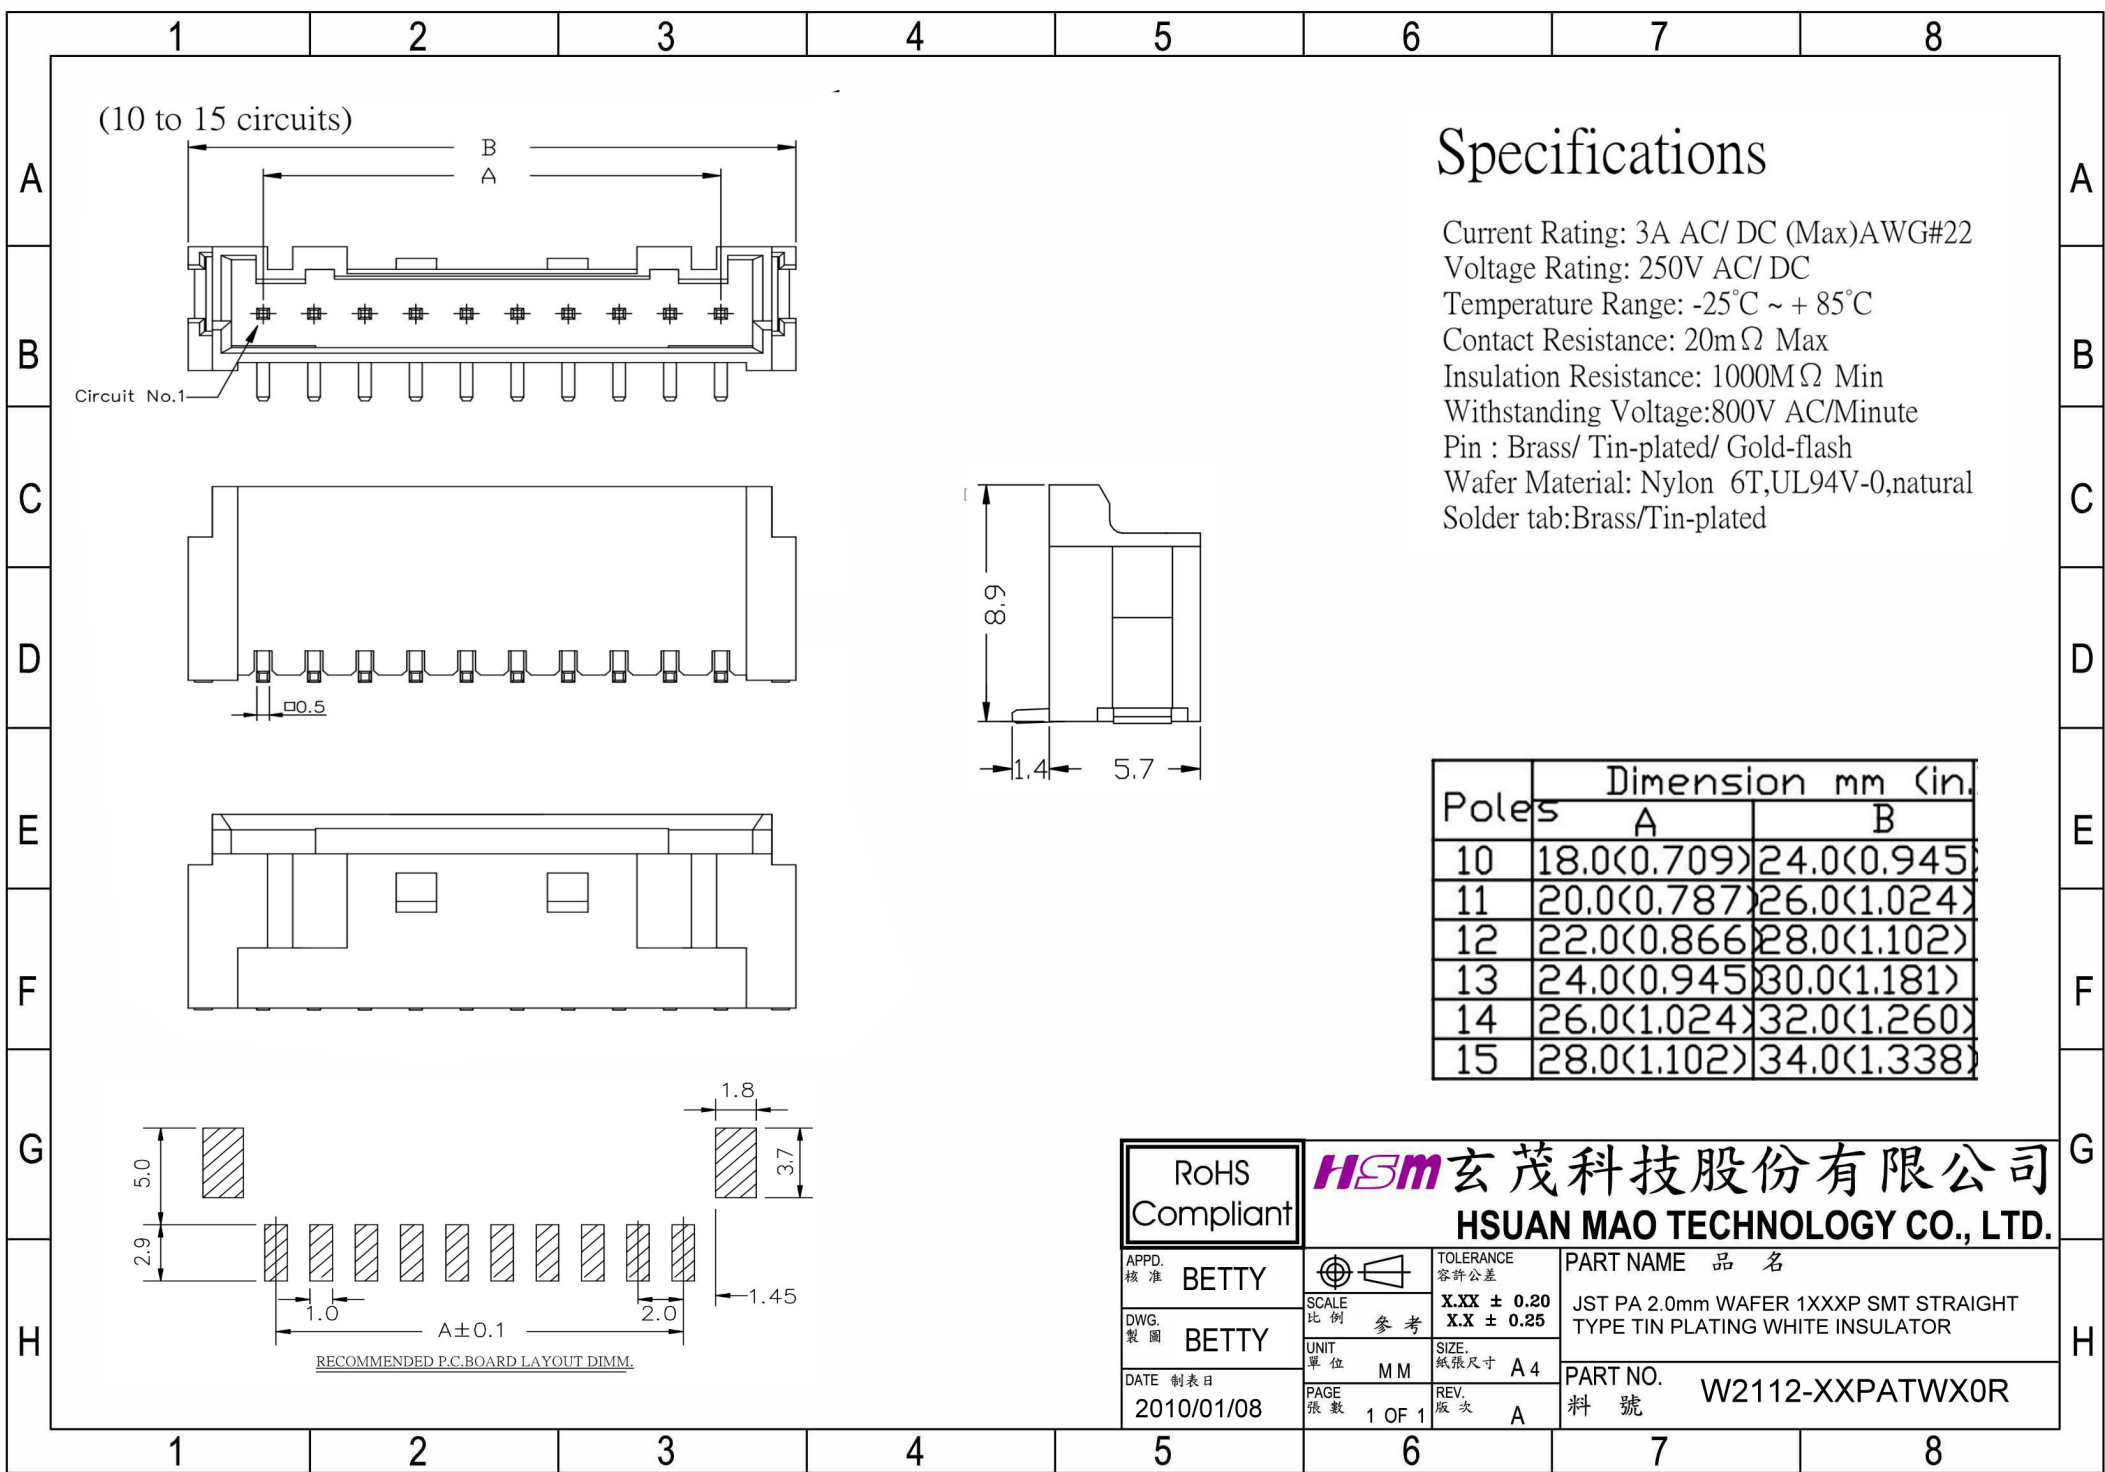 1 2 3 4 5 6 7 8
A
B
C
D
E
F
G
H
(10 to 15 circuits)
B
A
Circuit No.1
□0.5
8.9
1.4
5.7
1.8
5.0
3.7
2.9
1.0
2.0
1.45
A±0.1
RECOMMENDED P.C.BOARD LAYOUT DIMM.
Specifications
Current Rating: 3A AC/ DC (Max)AWG#22
Voltage Rating: 250V AC/ DC
Temperature Range: -25°C ~ + 85°C
Contact Resistance: 20mΩ Max
Insulation Resistance: 1000MΩ Min
Withstanding Voltage:800V AC/Minute
Pin : Brass/ Tin-plated/ Gold-flash
Wafer Material: Nylon 6T,UL94V-0,natural
Solder tab:Brass/Tin-plated
Poles Dimension mm (in.
A B
10 18.0(0.709) 24.0(0.945)
11 20.0(0.787) 26.0(1.024)
12 22.0(0.866) 28.0(1.102)
13 24.0(0.945) 30.0(1.181)
14 26.0(1.024) 32.0(1.260)
15 28.0(1.102) 34.0(1.338)
RoHS
Compliant
HSM 玄茂科技股份有限公司
HSUAN MAO TECHNOLOGY CO., LTD.
APPD.
核 准 BETTY
DWG.
製 圖 BETTY
DATE 制表日
2010/01/08
SCALE
比 例 參 考
UNIT
單 位 MM
PAGE
張 數 1 OF 1
TOLERANCE
容許公差
X.XX ± 0.20
X.X ± 0.25
SIZE.
紙張尺寸 A4
REV.
版 次 A
PART NAME 品 名
JST PA 2.0mm WAFER 1XXXP SMT STRAIGHT
TYPE TIN PLATING WHITE INSULATOR
PART NO.
料 號 W2112-XXPATWX0R
A
B
C
D
E
F
G
H
1 2 3 4 5 6 7 8